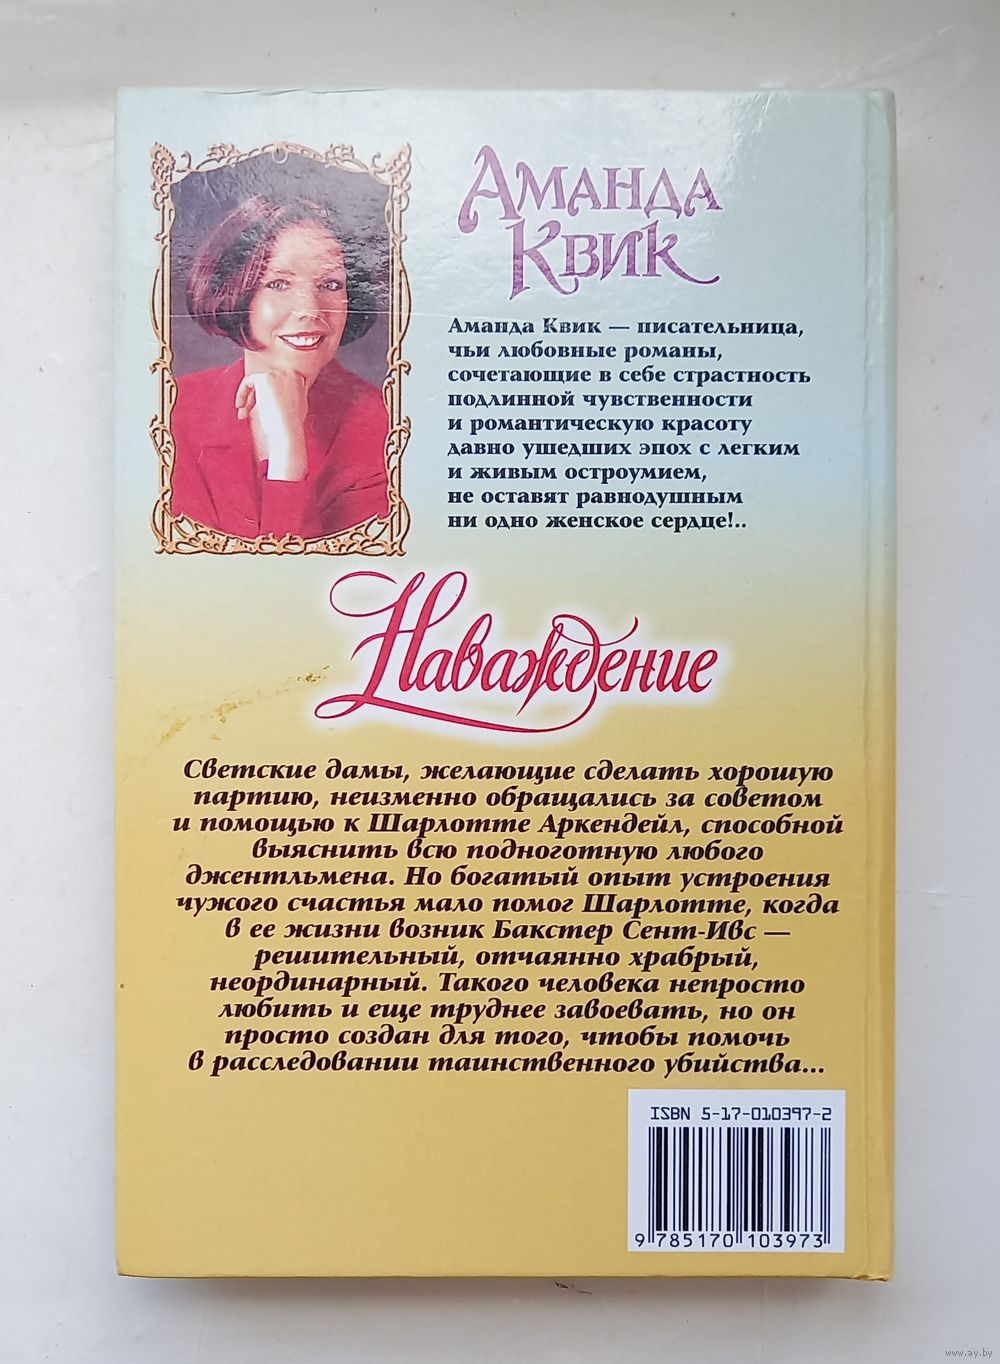 Аманда
Квик
Аманда Квик — писательница,
чьи любовные романы,
сочетающие в себе страстность
подлинной чувственности
и романтическую красоту
давно ушедших эпох с легким
и живым остроумием,
не оставят равнодушным
ни одно женское сердце!..
Наваждение
Светские дамы, желающие сделать хорошую
партию, неизменно обращались за советом
и помощью к Шарлотте Аркендейл, способной
выяснить всю подноготную любого
джентльмена. Но богатый опыт устроения
чужого счастья мало помог Шарлотте, когда
в ее жизни возник Бакстер Сент-Ивс —
решительный, отчаянно храбрый,
неординарный. Такого человека непросто
любить и еще труднее завоевать, но он
просто создан для того, чтобы помочь
в расследовании таинственного убийства...
ISBN 5-17-010397-2
9 785170 103973
www.ay.by